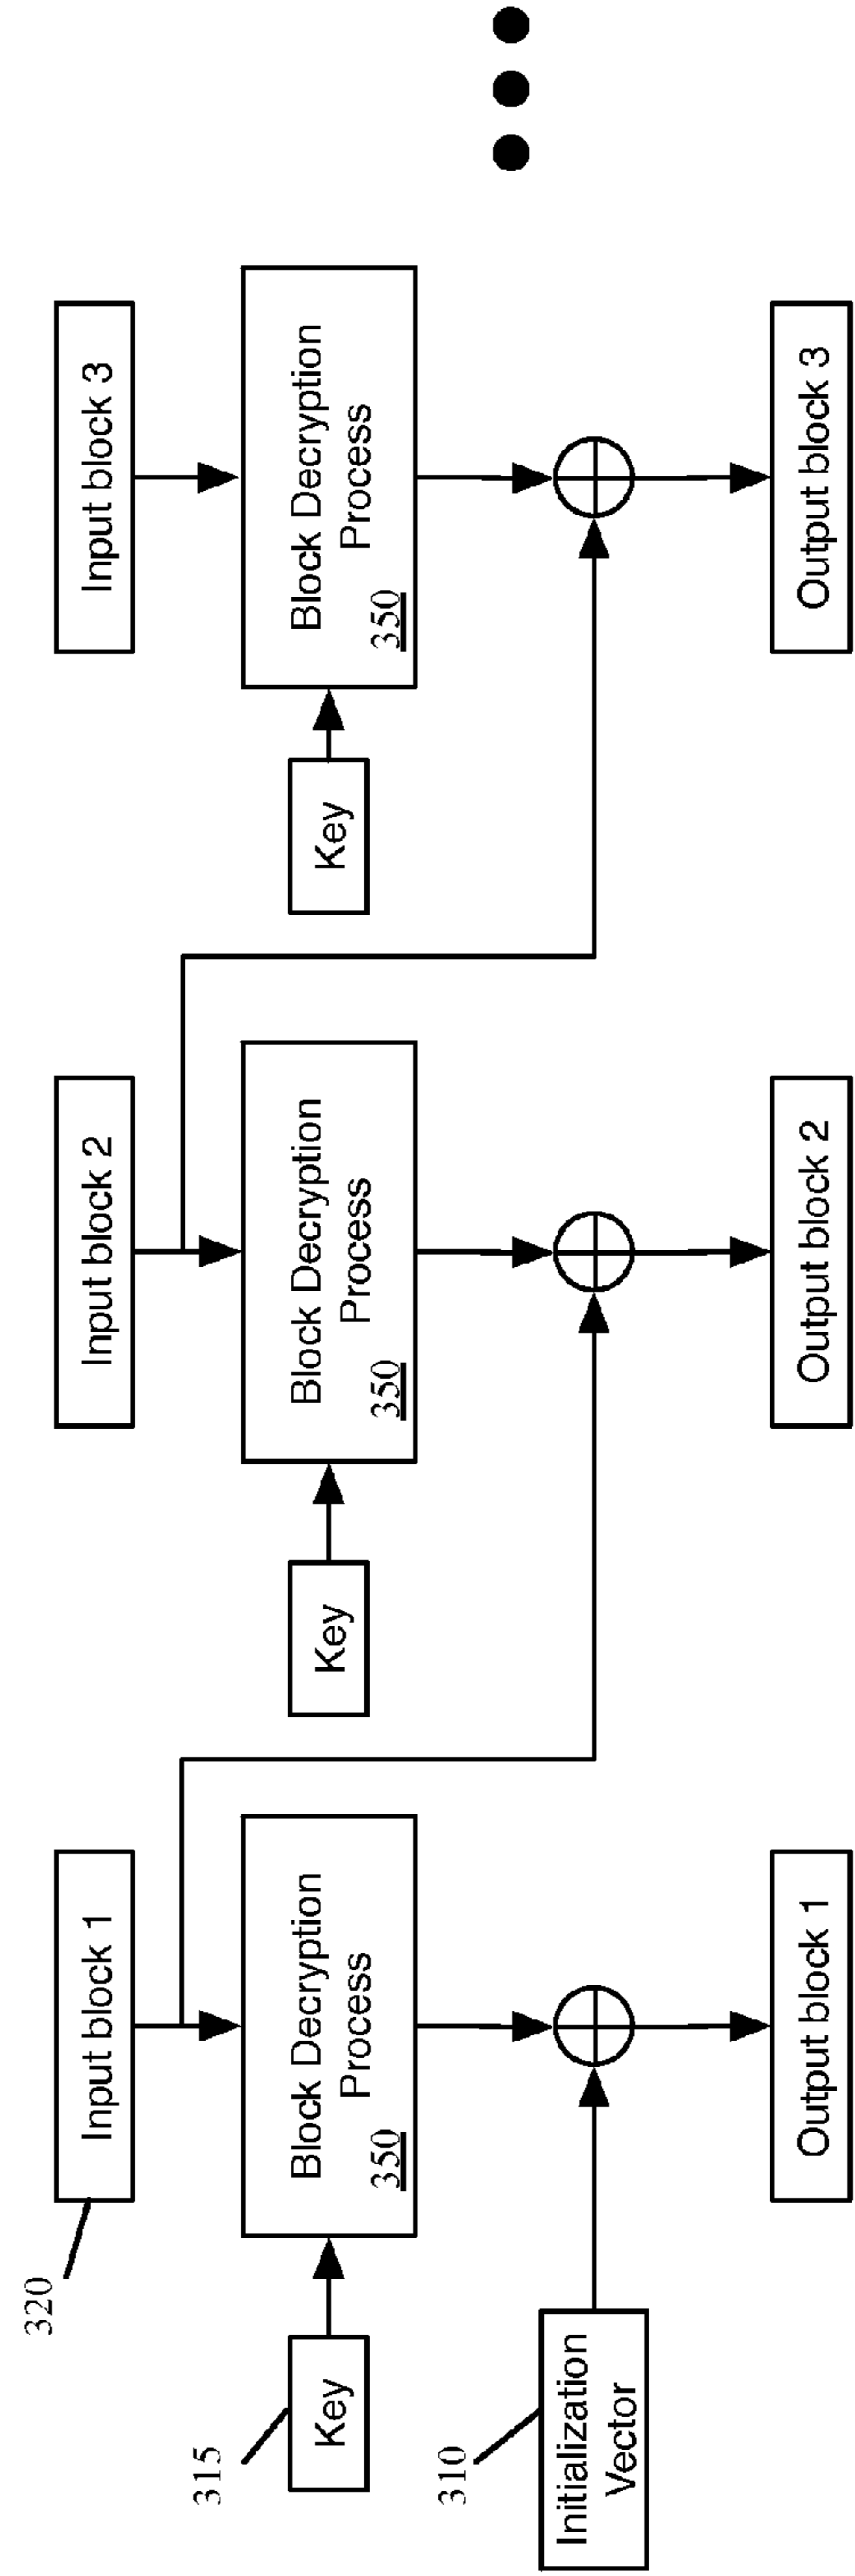 320
Input block 1
Input block 2
Input block 3
315
Key
Block Decryption
Process
350
Key
Block Decryption
Process
350
Key
Block Decryption
Process
350
310
Initialization
Vector
Output block 1
Output block 2
Output block 3